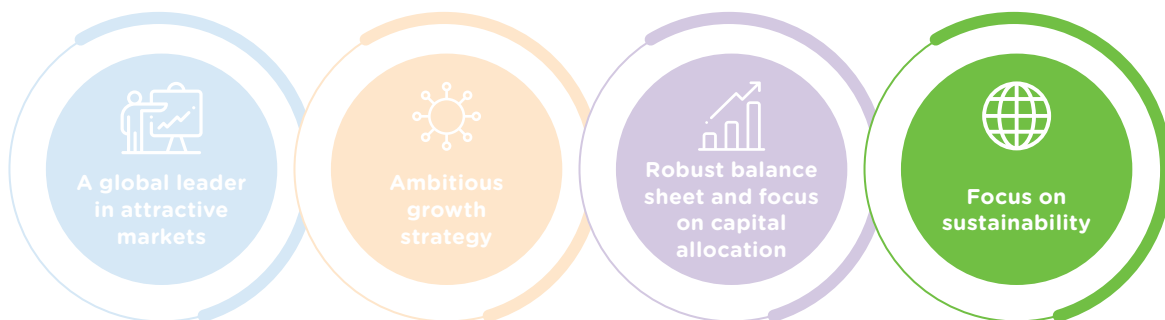 A global leader
in attractive
markets
Ambitious
growth
strategy
Robust balance
sheet and focus
on capital
allocation
Focus on
sustainability